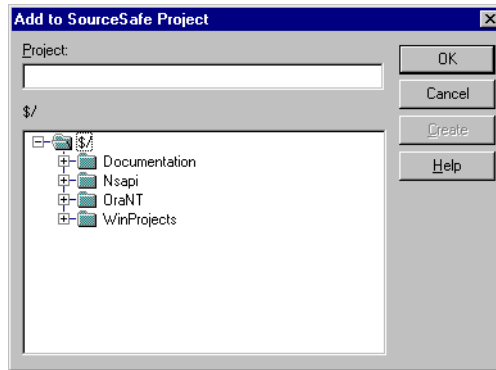 Add to SourceSafe Project
Project:
OK
Cancel
$/
Create
$/
Help
Documentation
Nsapi
OraNT
WinProjects